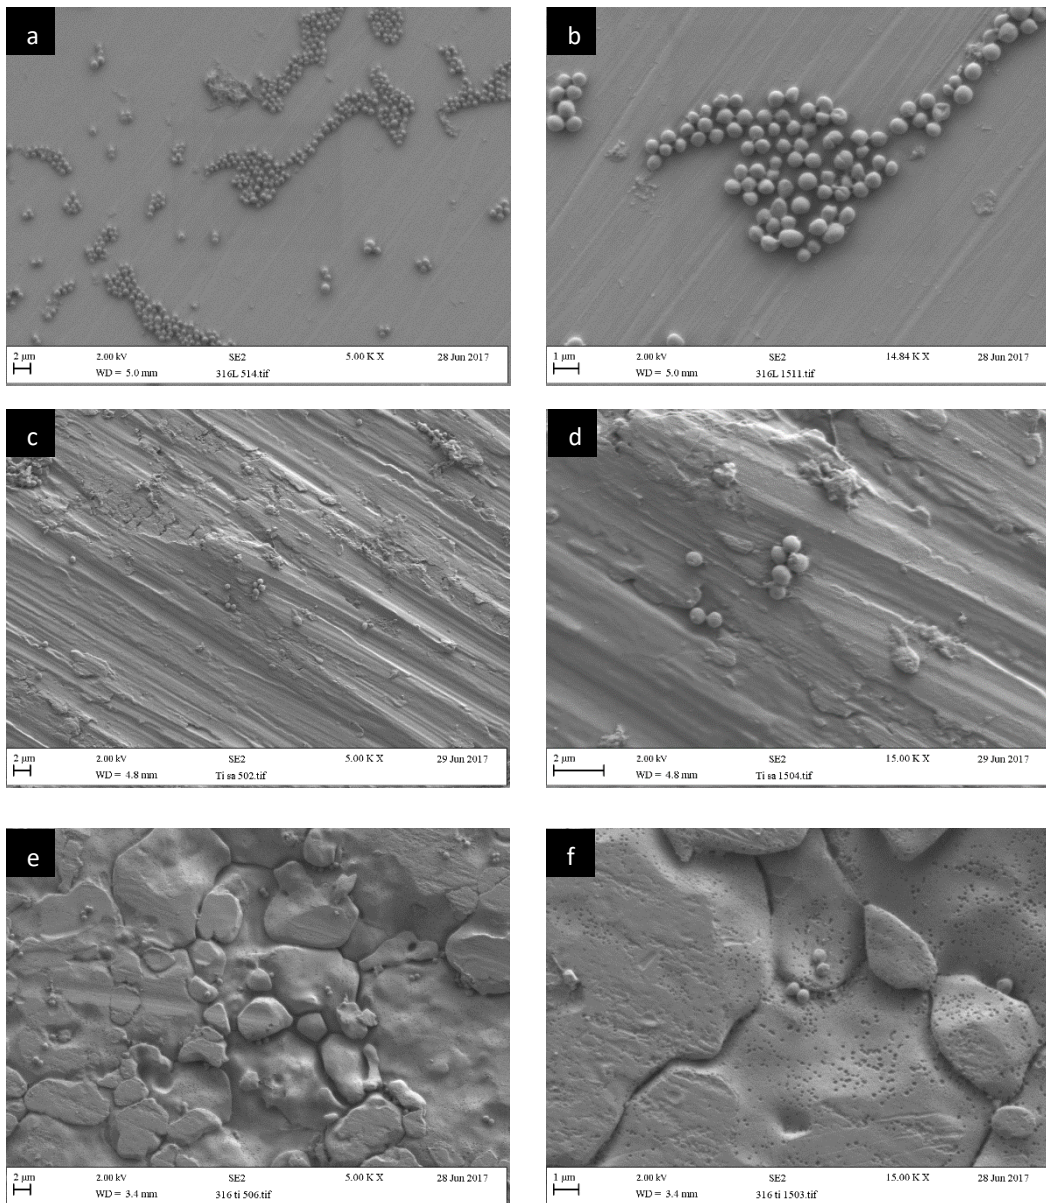 a
b
2 µm 2.00 kV SE2 5.00 K X 28 Jun 2017
WD = 5.0 mm 316L 514.tif
1 µm 2.00 kV SE2 14.84 K X 28 Jun 2017
WD = 5.0 mm 316L 1511.tif
c
d
2 µm 2.00 kV SE2 5.00 K X 29 Jun 2017
WD = 4.8 mm Ti sa 502.tif
2 µm 2.00 kV SE2 15.00 K X 29 Jun 2017
WD = 4.8 mm Ti sa 1504.tif
e
f
2 µm 2.00 kV SE2 5.00 K X 28 Jun 2017
WD = 3.4 mm 316 ti 506.tif
1 µm 2.00 kV SE2 15.00 K X 28 Jun 2017
WD = 3.4 mm 316 ti 1503.tif